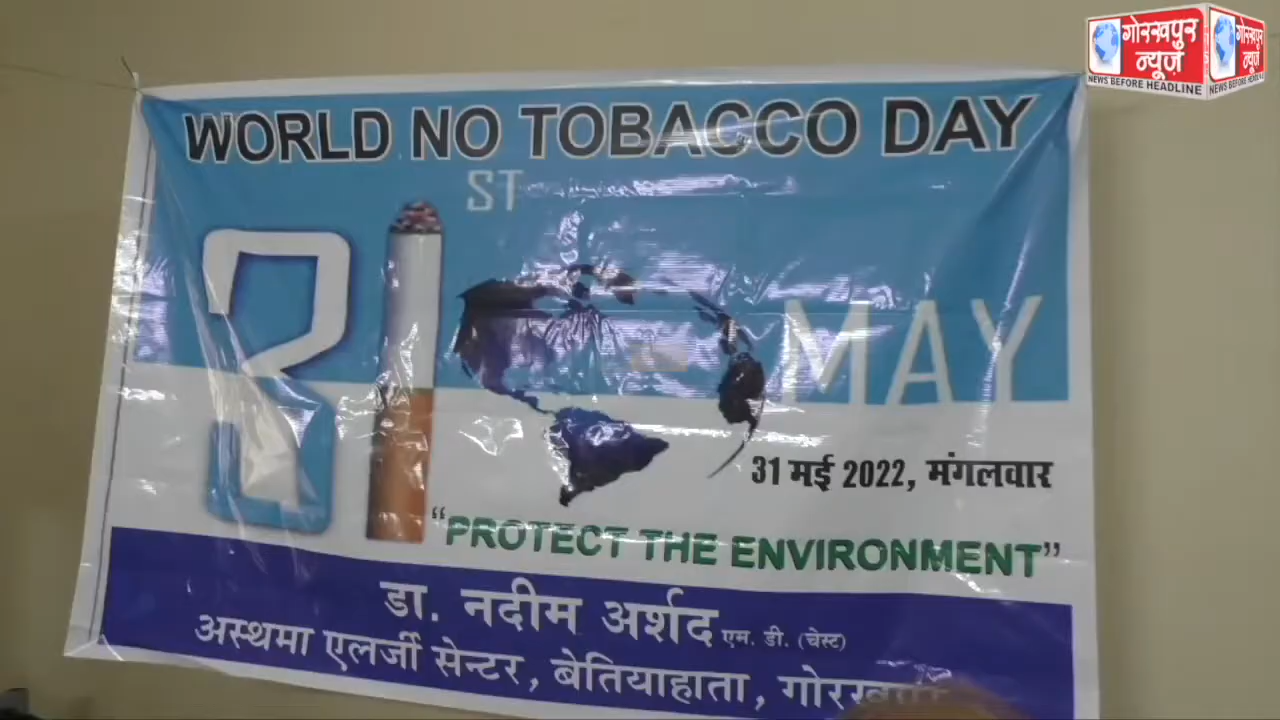 गोरखपुर
न्यूज़
NEWS BEFORE HEADLINE
गोरखपुर
न्यूज़
WORLD NO TOBACCO DAY
31 ST MAY
31 मई 2022, मंगलवार
“PROTECT THE ENVIRONMENT”
डा. नदीम अर्शद एम. डी. (चेस्ट)
अस्थमा एलर्जी सेन्टर, बेतियाहाता, गोरखपुर